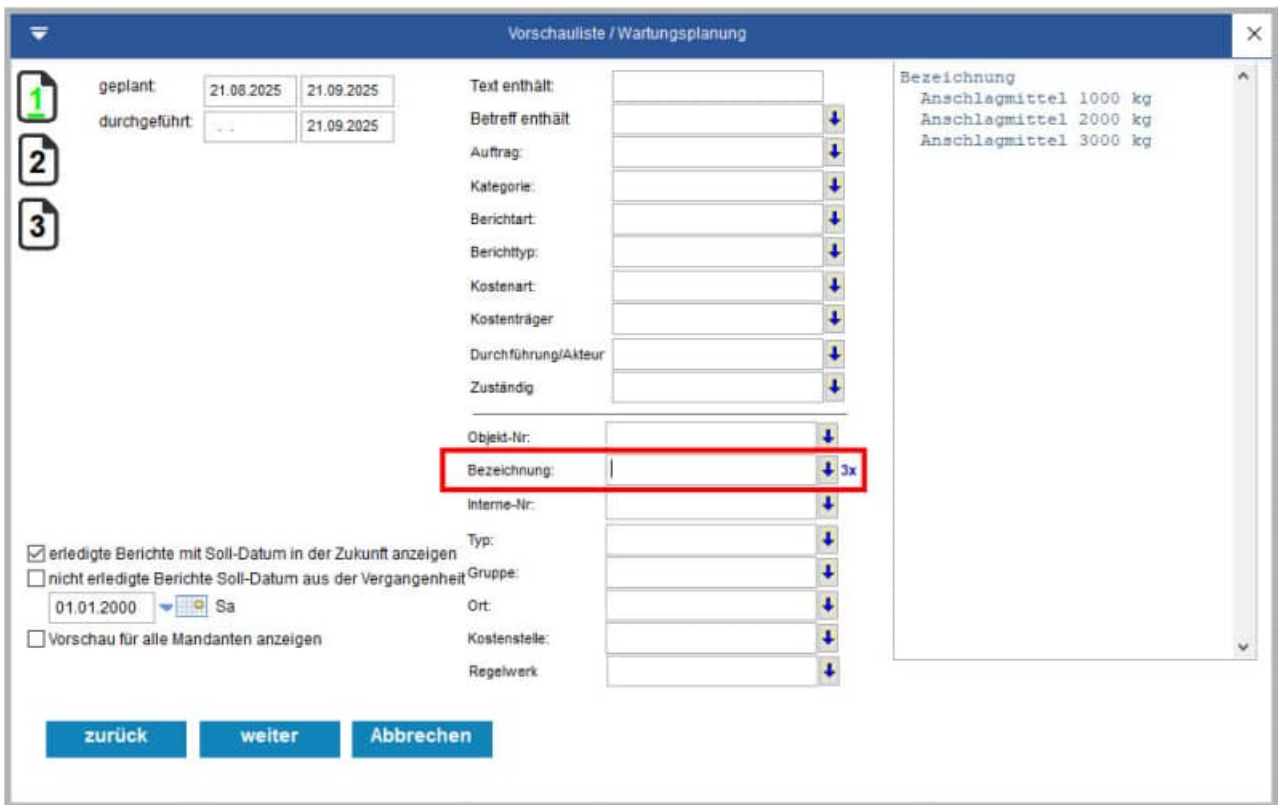 Vorschauliste / Wartungsplanung
1
2
3
geplant: 21.08.2025 21.09.2025
durchgeführt: . . 21.09.2025
Text enthält:
Betreff enthält
Auftrag:
Kategorie:
Berichtart:
Berichttyp:
Kostenart:
Kostenträger
Durchführung/Akteur
Zuständig
Objekt-Nr:
Bezeichnung: 3x
Interne-Nr:
Typ:
Gruppe:
Ort:
Kostenstelle:
Regelwerk
Bezeichnung
Anschlagmittel 1000 kg
Anschlagmittel 2000 kg
Anschlagmittel 3000 kg
erledigte Berichte mit Soll-Datum in der Zukunft anzeigen
nicht erledigte Berichte Soll-Datum aus der Vergangenheit
01.01.2000 Sa
Vorschau für alle Mandanten anzeigen
zurück weiter Abbrechen